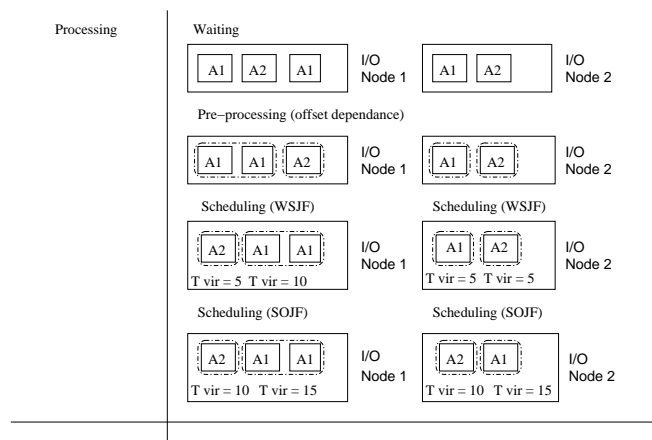 Processing
Waiting
A1 A2 A1
I/O
Node 1
A1 A2
I/O
Node 2
Pre−processing (offset dependance)
A1 A1 A2
I/O
Node 1
A1 A2
I/O
Node 2
Scheduling (WSJF)
Scheduling (WSJF)
A2 A1 A1
T vir = 5 T vir = 10
I/O
Node 1
A1 A2
T vir = 5 T vir = 5
I/O
Node 2
Scheduling (SOJF)
Scheduling (SOJF)
A2 A1 A1
T vir = 10 T vir = 15
I/O
Node 1
A2 A1
T vir = 10 T vir = 15
I/O
Node 2